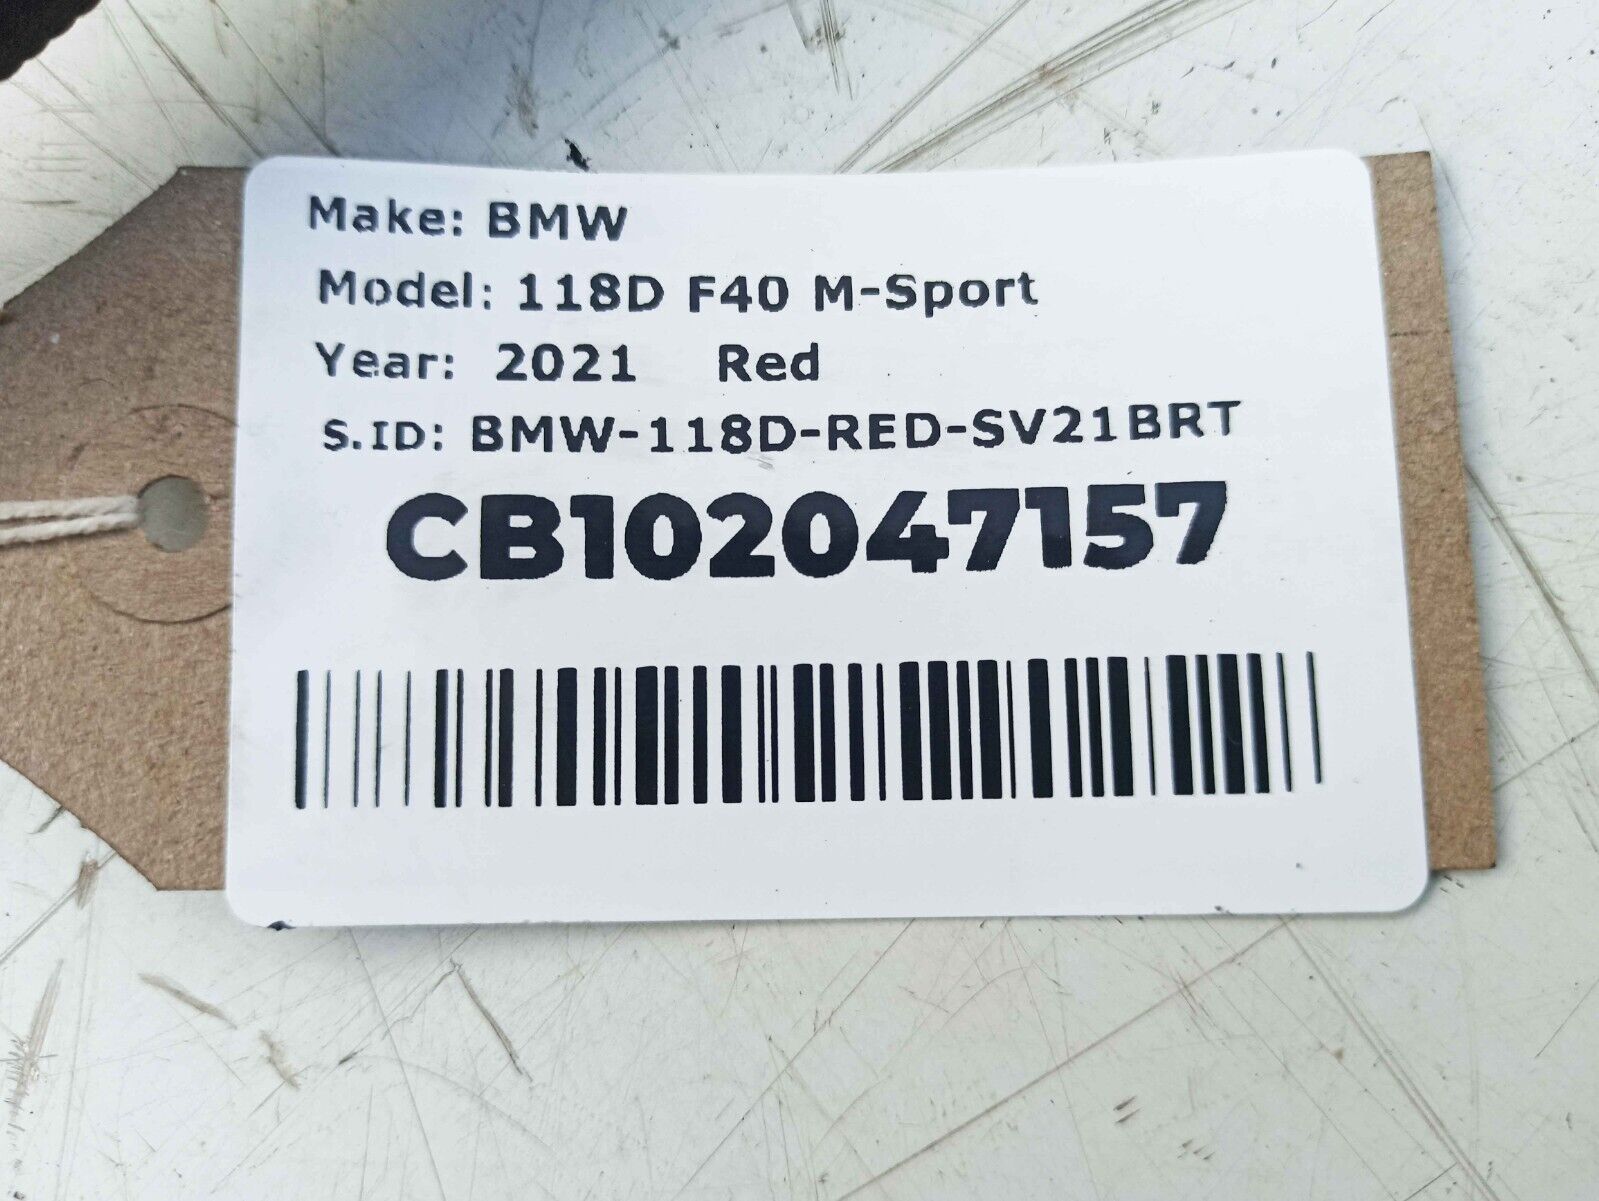 Make: BMW
Model: 118D F40 M-Sport
Year: 2021 Red
S.ID: BMW-118D-RED-SV21BRT
CB102047157